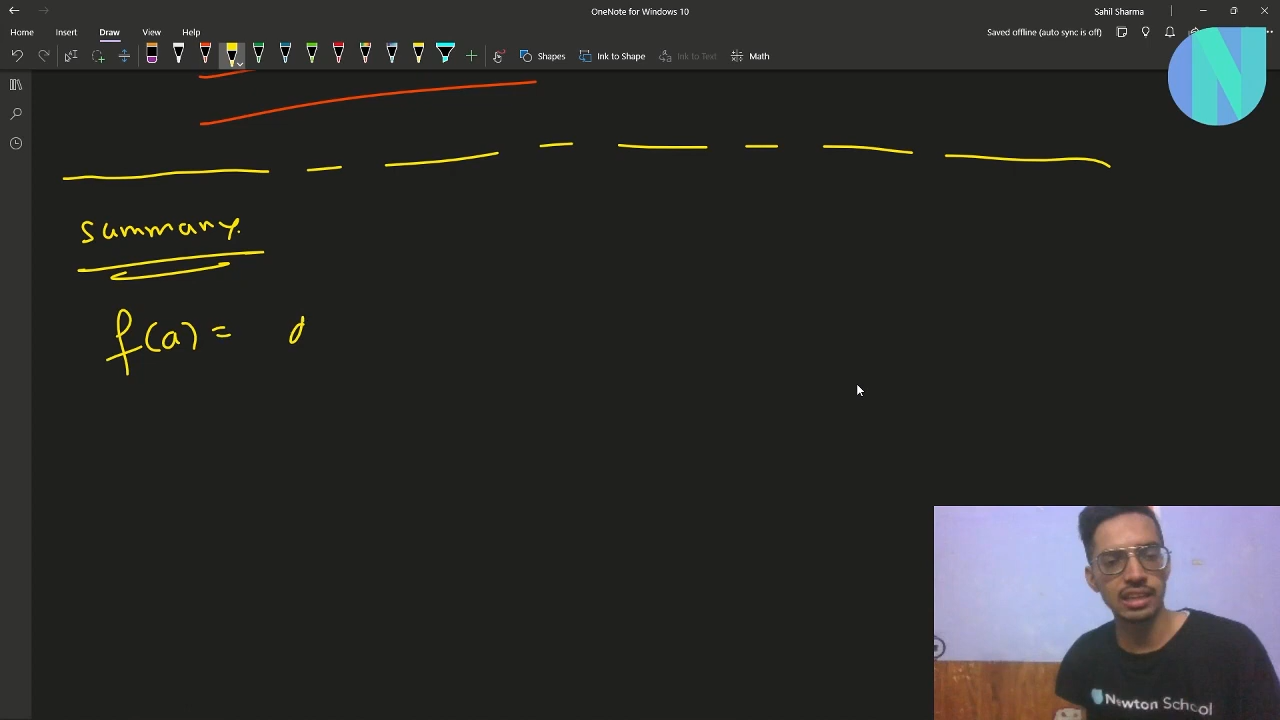 OneNote for Windows 10
Sahil Sharma
Home Insert Draw View Help
Saved offline (auto sync is off)
Shapes Ink to Shape Ink to Text Math
summary.
f(a) =
N
Newton School